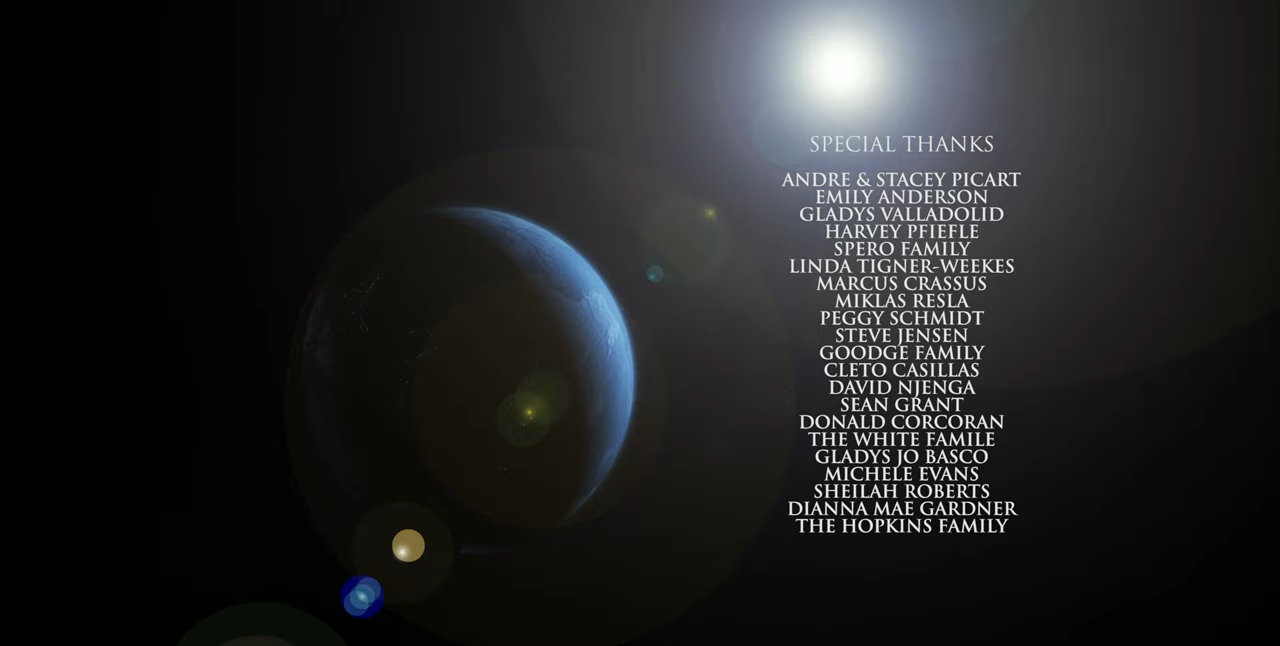 SPECIAL THANKS
ANDRE & STACEY PICART
EMILY ANDERSON
GLADYS VALLADOLID
HARVEY PFIEFLE
SPERO FAMILY
LINDA TIGNER-WEEKES
MARCUS CRASSUS
MIKLAS RESLA
PEGGY SCHMIDT
STEVE JENSEN
GOODGE FAMILY
CLETO CASILLAS
DAVID NJENGA
SEAN GRANT
DONALD CORCORAN
THE WHITE FAMILE
GLADYS JO BASCO
MICHELE EVANS
SHEILAH ROBERTS
DIANNA MAE GARDNER
THE HOPKINS FAMILY